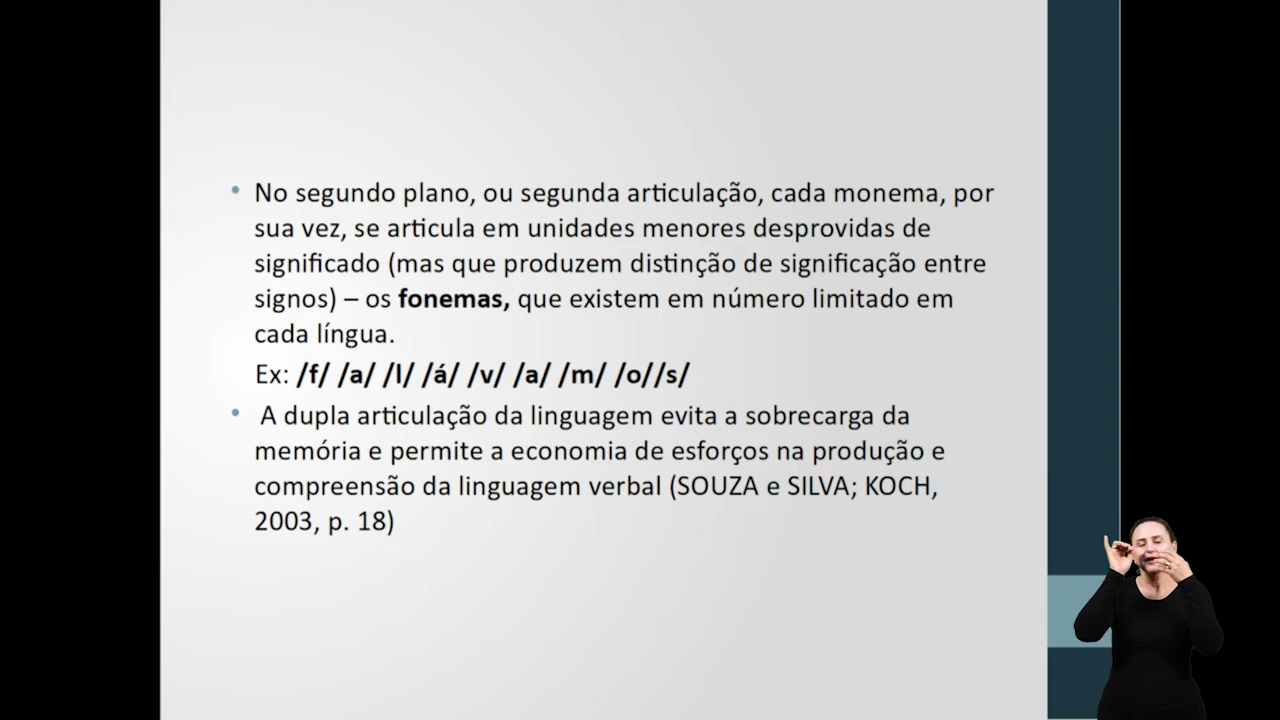 • No segundo plano, ou segunda articulação, cada monema, por
sua vez, se articula em unidades menores desprovidas de
significado (mas que produzem distinção de significação entre
signos) – os fonemas, que existem em número limitado em
cada língua.
Ex: /f/ /a/ /l/ /á/ /v/ /a/ /m/ /o//s/
• A dupla articulação da linguagem evita a sobrecarga da
memória e permite a economia de esforços na produção e
compreensão da linguagem verbal (SOUZA e SILVA; KOCH,
2003, p. 18)